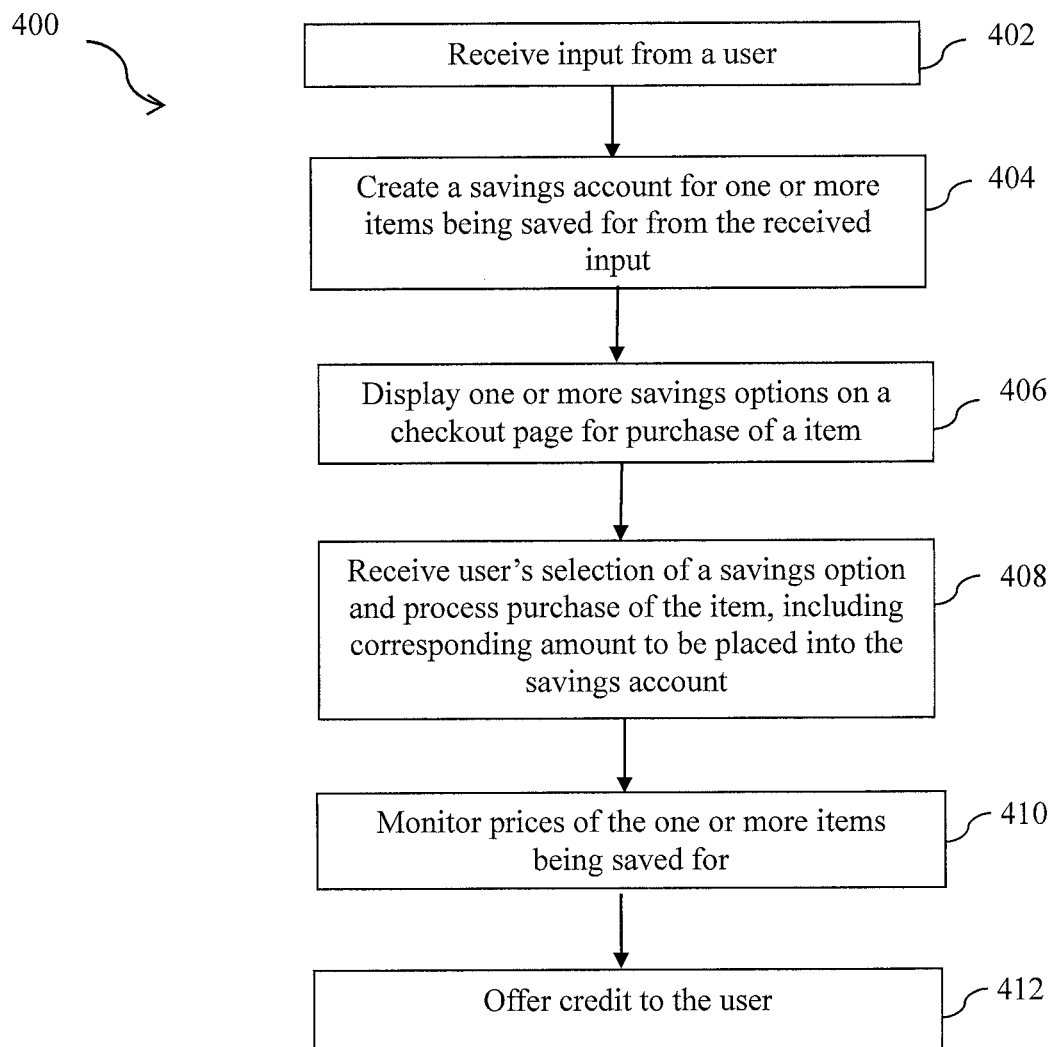 400
Receive input from a user
402
Create a savings account for one or more
items being saved for from the received
input
404
Display one or more savings options on a
checkout page for purchase of a item
406
Receive user's selection of a savings option
and process purchase of the item, including
corresponding amount to be placed into the
savings account
408
Monitor prices of the one or more items
being saved for
410
Offer credit to the user
412